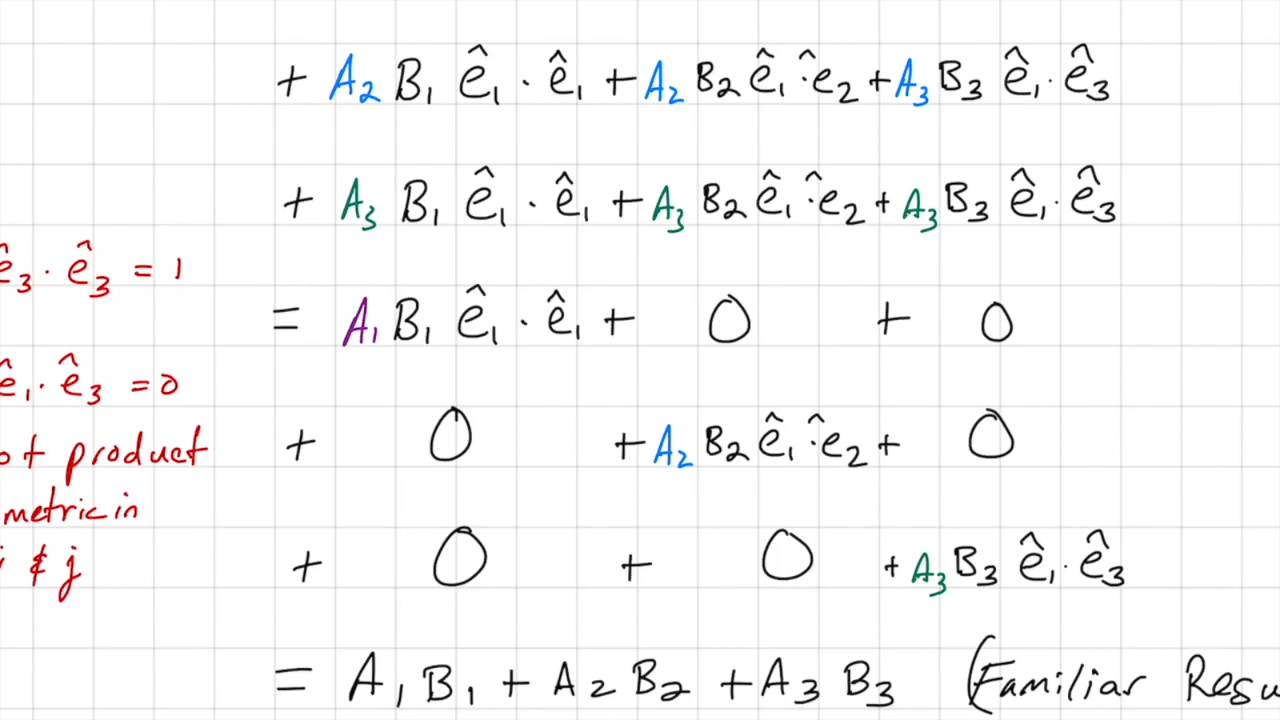 + A₂ B₁ ê₁ · ê₁ + A₂ B₂ ê₁ ·̂ e₂ + A₃ B₃ ê₁ · ê₃
+ A₃ B₁ ê₁ · ê₁ + A₃ B₂ ê₁ ·̂ e₂ + A₃ B₃ ê₁ · ê₃
ê₃ · ê₃ = 1
= A₁ B₁ ê₁ · ê₁ + 0 + 0
ê₁ · ê₃ = 0
+ 0 + A₂ B₂ ê₁ ·̂ e₂ + 0
ot product
metric in
+ 0 + 0 + A₃ B₃ ê₁ · ê₃
i & j
= A₁ B₁ + A₂ B₂ + A₃ B₃ (Familiar Resu